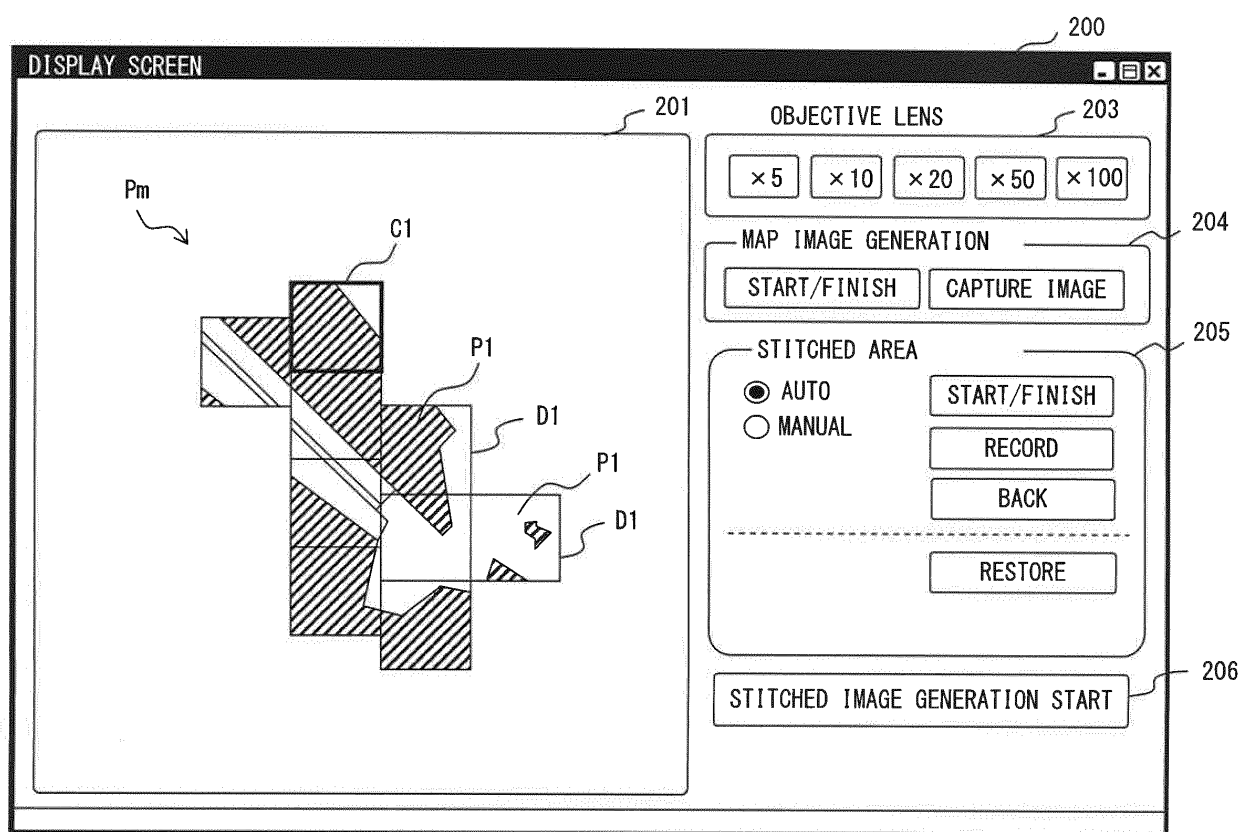 200
DISPLAY SCREEN
201
OBJECTIVE LENS
203
×5
×10
×20
×50
×100
Pm
204
MAP IMAGE GENERATION
C1
START/FINISH
CAPTURE IMAGE
205
STITCHED AREA
P1
AUTO
START/FINISH
D1
MANUAL
RECORD
P1
BACK
D1
RESTORE
206
STITCHED IMAGE GENERATION START